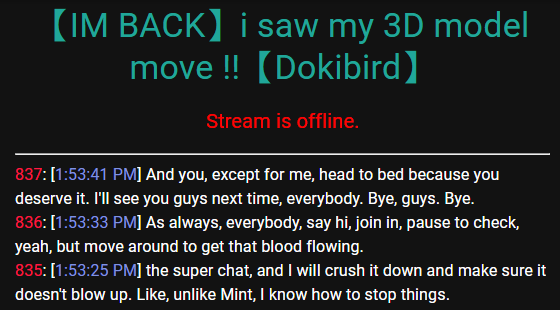 【IM BACK】i saw my 3D model
move !!【Dokibird】
Stream is offline.
837: [1:53:41 PM] And you, except for me, head to bed because you
deserve it. I'll see you guys next time, everybody. Bye, guys. Bye.
836: [1:53:33 PM] As always, everybody, say hi, join in, pause to check,
yeah, but move around to get that blood flowing.
835: [1:53:25 PM] the super chat, and I will crush it down and make sure it
doesn't blow up. Like, unlike Mint, I know how to stop things.